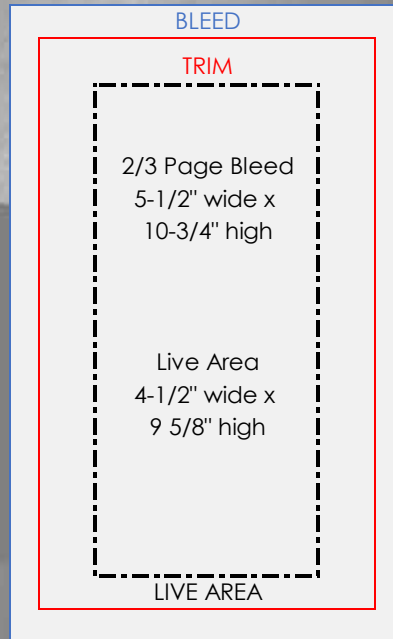 BLEED
TRIM
2/3 Page Bleed
5-1/2" wide x
10-3/4" high
Live Area
4-1/2" wide x
9 5/8" high
LIVE AREA